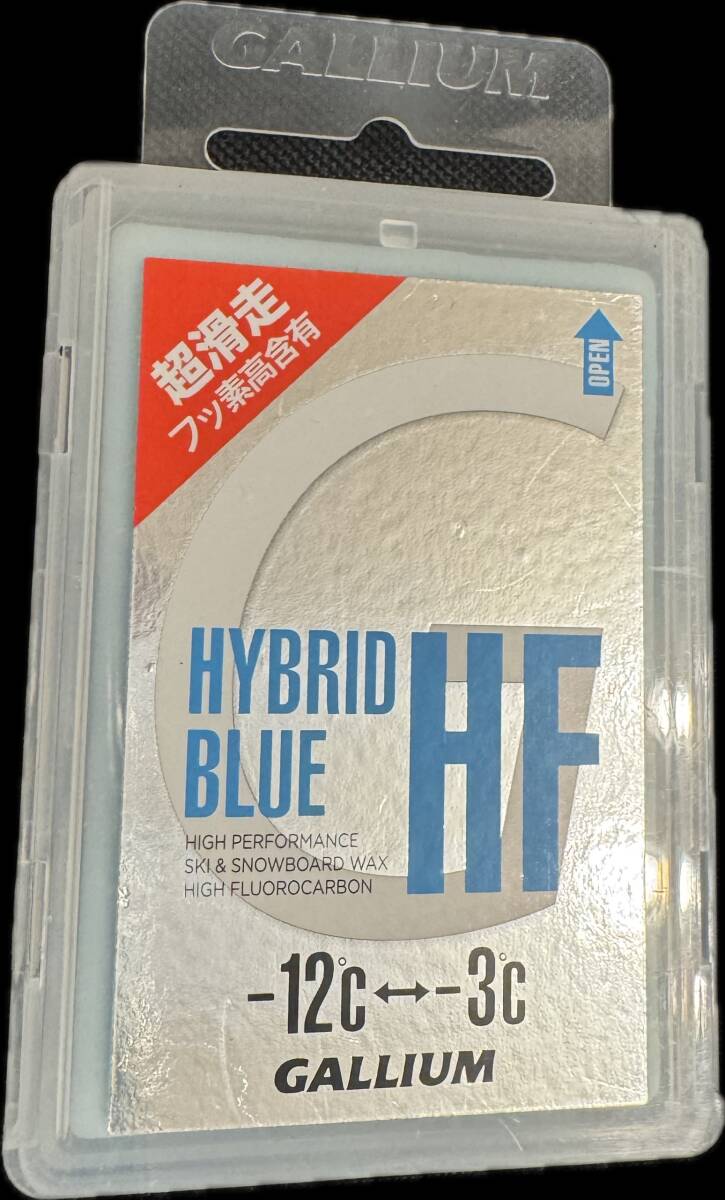 GALLIUM
超滑走
フッ素高含有
OPEN
HYBRID
BLUE
HF
HIGH PERFORMANCE
SKI & SNOWBOARD WAX
HIGH FLUOROCARBON
-12℃↔-3℃
GALLIUM